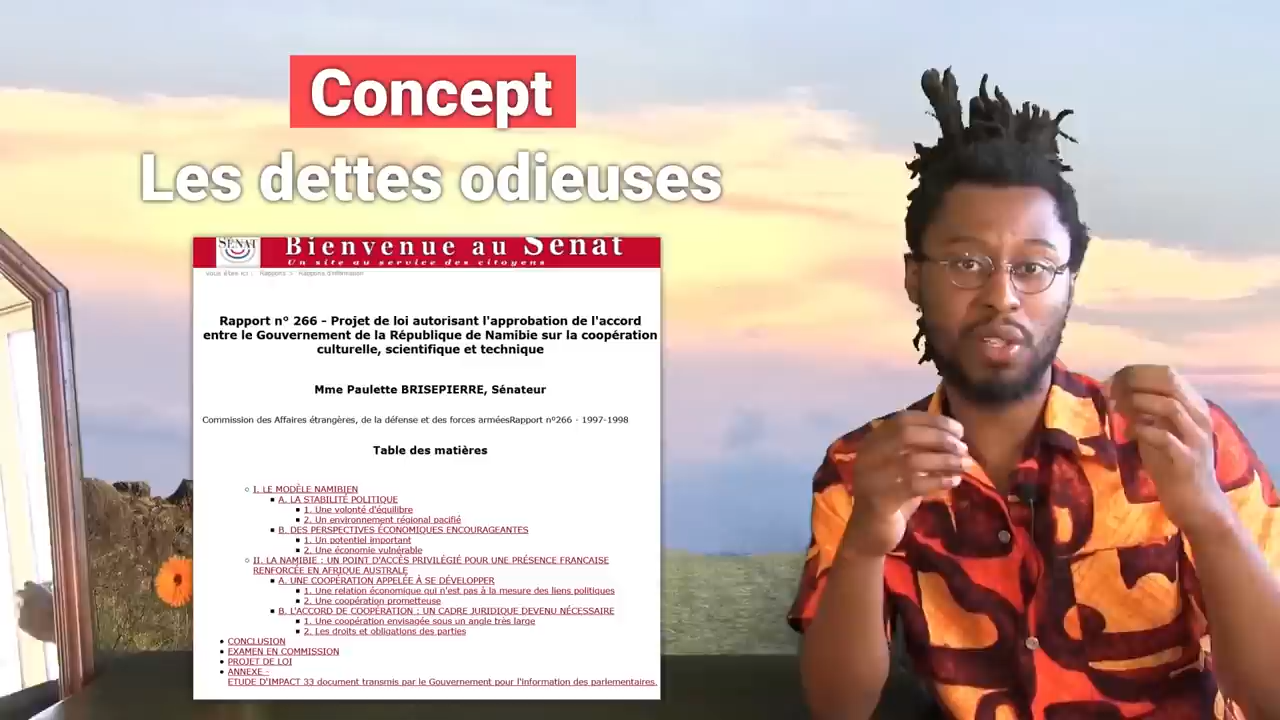 Concept
Les dettes odieuses
SÉNAT
Bienvenue au Sénat
Un site au service des citoyens
Vous êtes ici : Rapports > Rapports d'information
Rapport n° 266 - Projet de loi autorisant l'approbation de l'accord
entre le Gouvernement de la République de Namibie sur la coopération
culturelle, scientifique et technique
Mme Paulette BRISEPIERRE, Sénateur
Commission des Affaires étrangères, de la défense et des forces arméesRapport n°266 - 1997-1998
Table des matières
I. LE MODÈLE NAMIBIEN
A. LA STABILITÉ POLITIQUE
1. Une volonté d'équilibre
2. Un environnement régional pacifié
B. DES PERSPECTIVES ÉCONOMIQUES ENCOURAGEANTES
1. Un potentiel important
2. Une économie vulnérable
II. LA NAMIBIE : UN POINT D'ACCÈS PRIVILÉGIÉ POUR UNE PRÉSENCE FRANÇAISE
RENFORCÉE EN AFRIQUE AUSTRALE
A. UNE COOPÉRATION APPELÉE À SE DÉVELOPPER
1. Une relation économique qui n'est pas à la mesure des liens politiques
2. Une coopération prometteuse
B. L'ACCORD DE COOPÉRATION : UN CADRE JURIDIQUE DEVENU NÉCESSAIRE
1. Une coopération envisagée sous un angle très large
2. Les droits et obligations des parties
CONCLUSION
EXAMEN EN COMMISSION
PROJET DE LOI
ANNEXE -
ETUDE D'IMPACT 33 document transmis par le Gouvernement pour l'information des parlementaires.